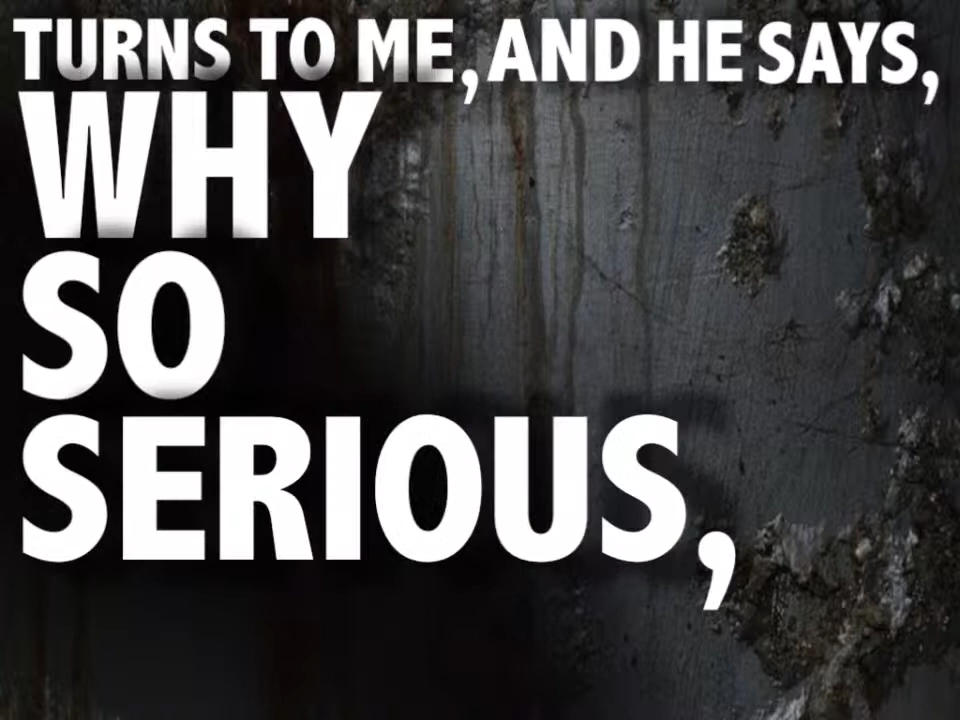 TURNS TO ME, AND HE SAYS,
WHY
SO
SERIOUS,